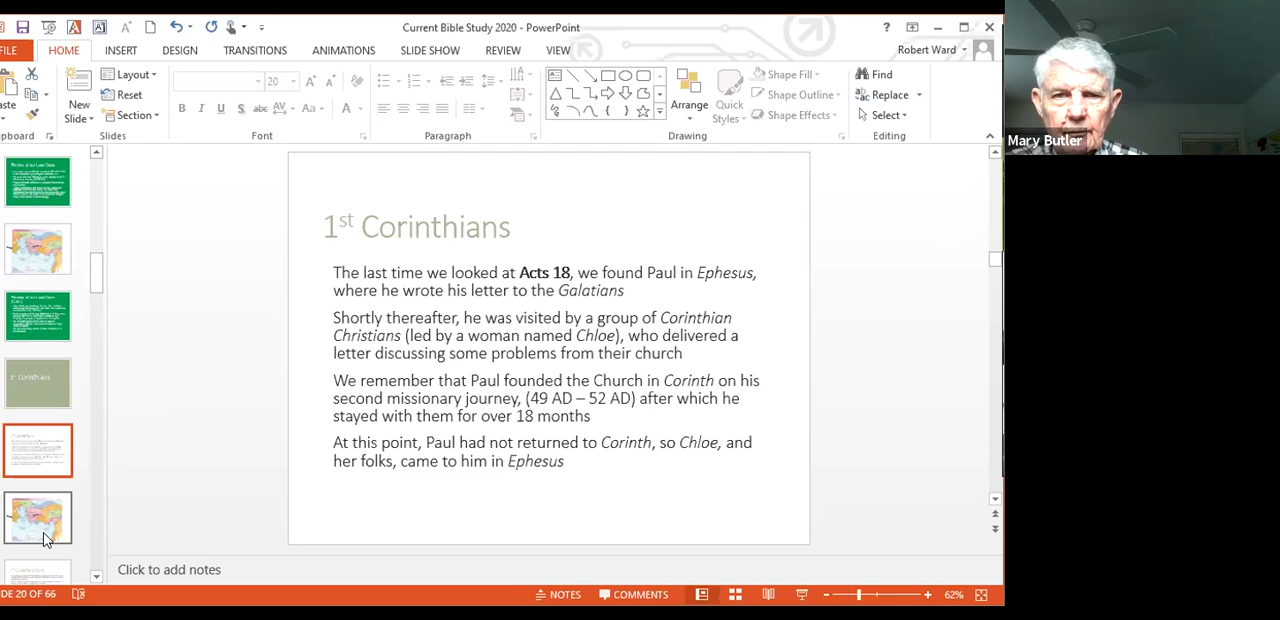 Current Bible Study 2020 - PowerPoint
FILE
HOME
INSERT
DESIGN
TRANSITIONS
ANIMATIONS
SLIDE SHOW
REVIEW
VIEW
Robert Ward
Layout
Reset
Section
New
Slide
20
Aa
Arrange
Quick
Styles
Shape Fill
Shape Outline
Shape Effects
Find
Replace
Select
Slides
Font
Paragraph
Drawing
Editing
Mary Butler
1st Corinthians
The last time we looked at Acts 18, we found Paul in Ephesus,
where he wrote his letter to the Galatians
Shortly thereafter, he was visited by a group of Corinthian
Christians (led by a woman named Chloe), who delivered a
letter discussing some problems from their church
We remember that Paul founded the Church in Corinth on his
second missionary journey, (49 AD – 52 AD) after which he
stayed with them for over 18 months
At this point, Paul had not returned to Corinth, so Chloe, and
her folks, came to him in Ephesus
1st Corinthians
Click to add notes
20 OF 66
NOTES
COMMENTS
62%